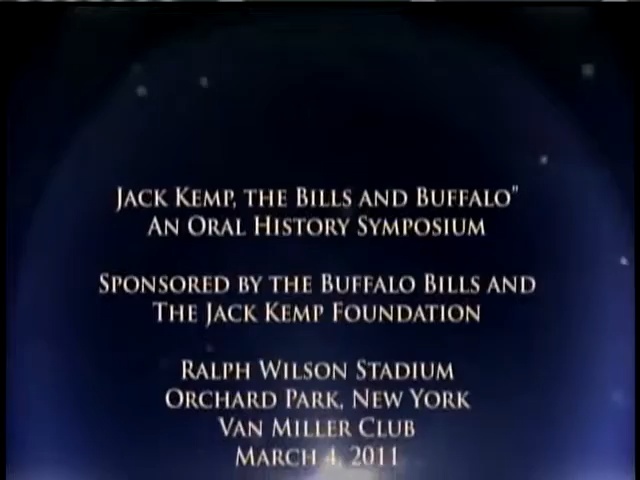 Jack Kemp, the Bills and Buffalo"
An Oral History Symposium
Sponsored by the Buffalo Bills and
The Jack Kemp Foundation
Ralph Wilson Stadium
Orchard Park, New York
Van Miller Club
March 4, 2011